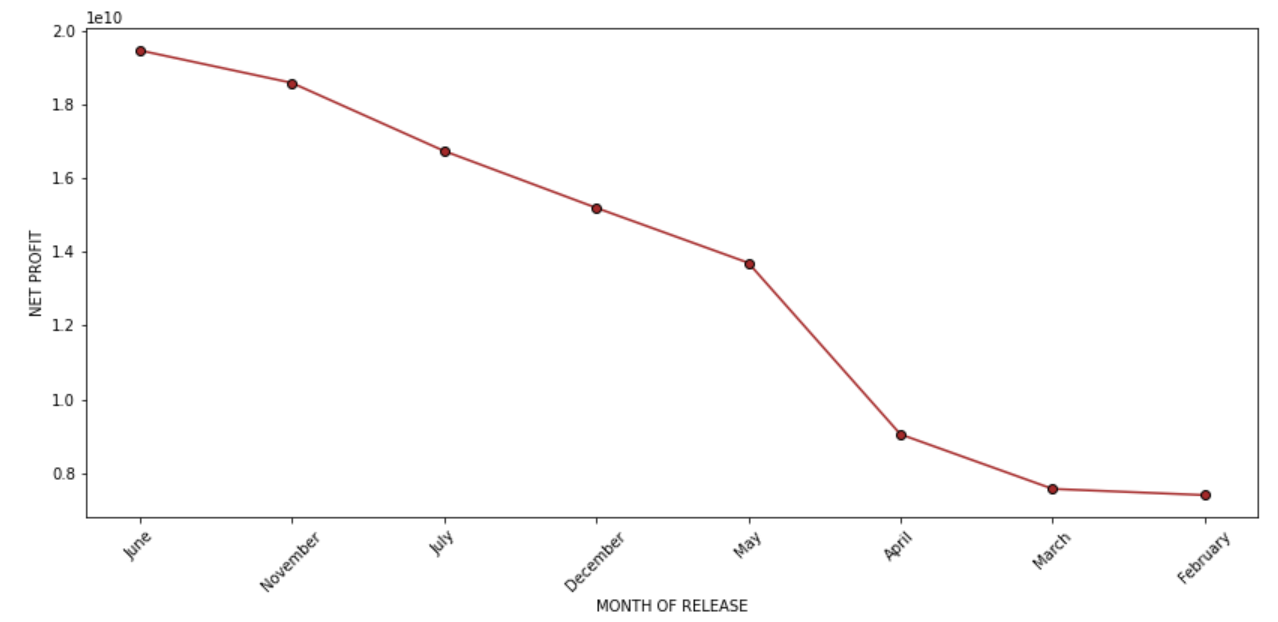 1e10
2.0
1.8
1.6
1.4
1.2
1.0
0.8
NET PROFIT
June
November
July
December
May
April
March
February
MONTH OF RELEASE